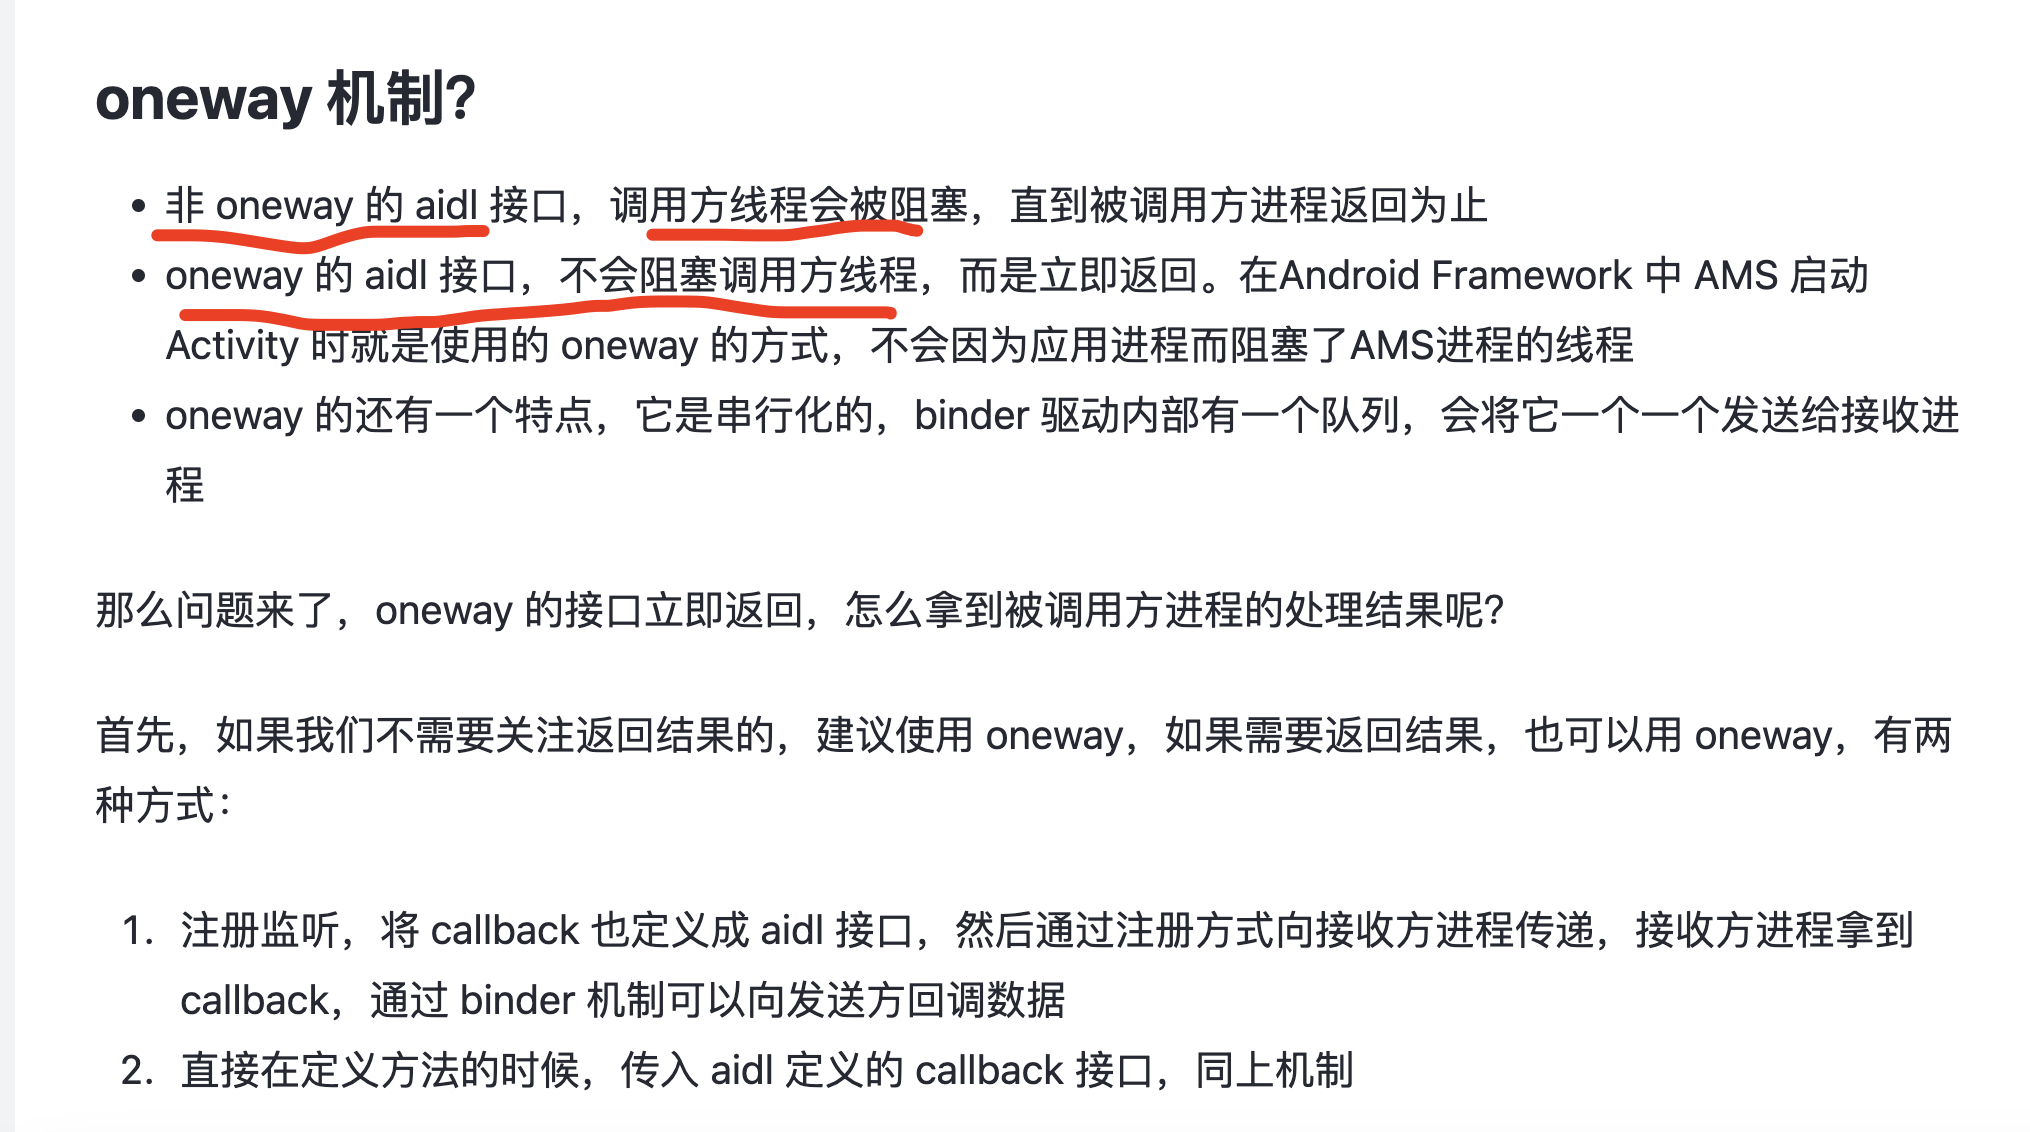 oneway 机制?
• 非 oneway 的 aidl 接口，调用方线程会被阻塞，直到被调用方进程返回为止
• oneway 的 aidl 接口，不会阻塞调用方线程，而是立即返回。在Android Framework 中 AMS 启动
Activity 时就是使用的 oneway 的方式，不会因为应用进程而阻塞了AMS进程的线程
• oneway 的还有一个特点，它是串行化的，binder 驱动内部有一个队列，会将它一个一个发送给接收进
程
那么问题来了，oneway 的接口立即返回，怎么拿到被调用方进程的处理结果呢?
首先，如果我们不需要关注返回结果的，建议使用 oneway，如果需要返回结果，也可以用 oneway，有两
种方式：
1. 注册监听，将 callback 也定义成 aidl 接口，然后通过注册方式向接收方进程传递，接收方进程拿到
callback，通过 binder 机制可以向发送方回调数据
2. 直接在定义方法的时候，传入 aidl 定义的 callback 接口，同上机制